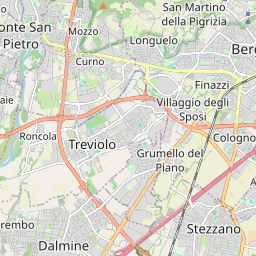 San Martino
della Pigrizia
Mozzo
onte San
Pietro
Longuelo
Ber
Curno
Finazzi
aie
Villaggio degli
Sposi
Roncola
Cologno
Treviolo
Grumello del
Piano
rembo
Stezzano
Dalmine